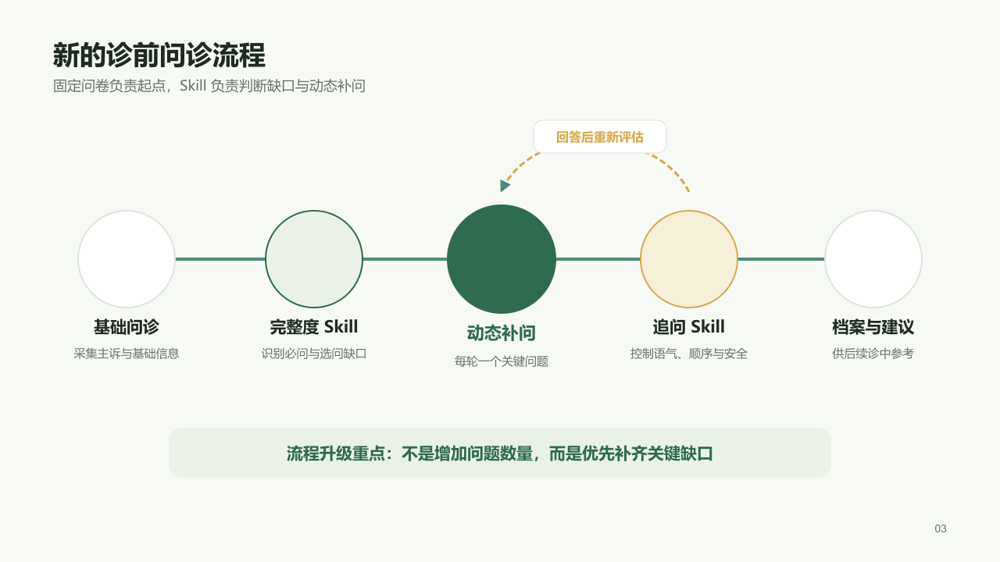 新的诊前问诊流程
固定问卷负责起点，Skill 负责判断缺口与动态补问
回答后重新评估
基础问诊
采集主诉与基础信息
完整度 Skill
识别必问与选问缺口
动态补问
每轮一个关键问题
追问 Skill
控制语气、顺序与安全
档案与建议
供后续诊中参考
流程升级重点：不是增加问题数量，而是优先补齐关键缺口
03